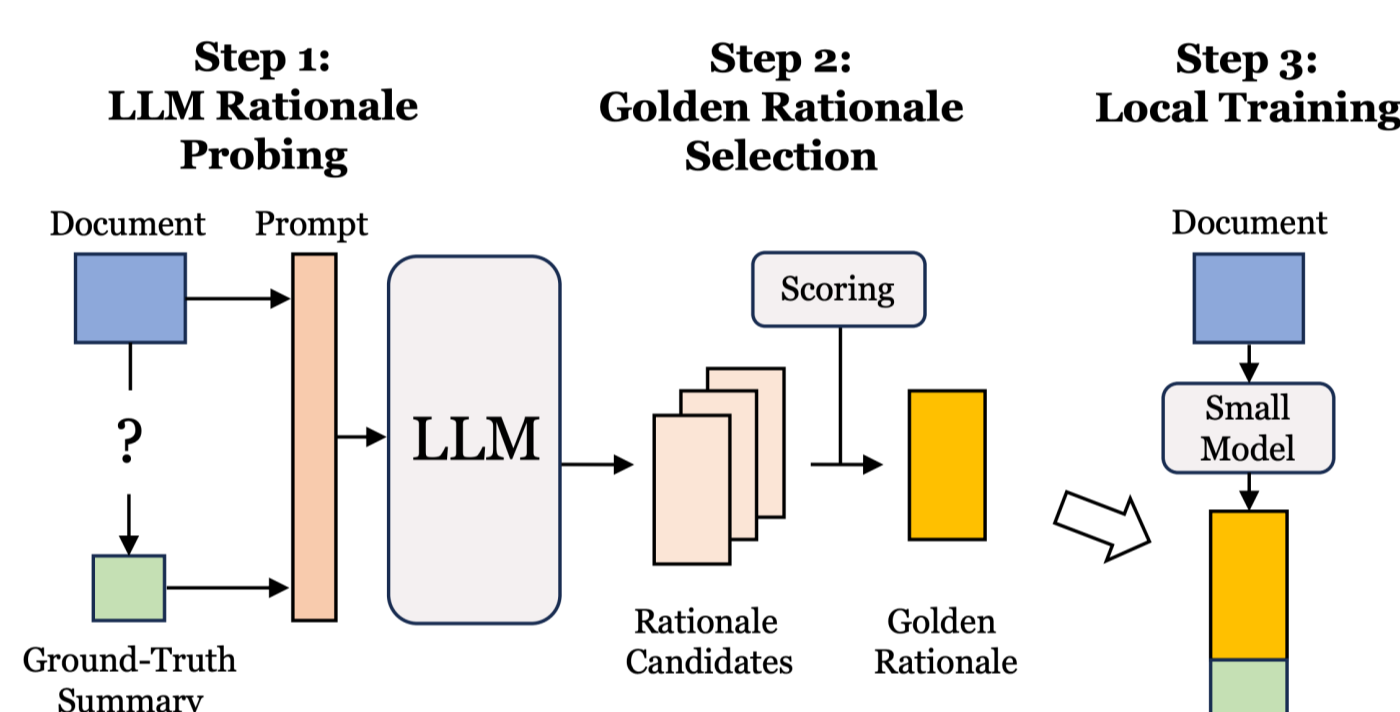 Step 1:
LLM Rationale
Probing
Step 2:
Golden Rationale
Selection
Step 3:
Local Training
Document
Prompt
?
LLM
Ground-Truth
Summary
Scoring
Rationale
Candidates
Golden
Rationale
Document
Small
Model